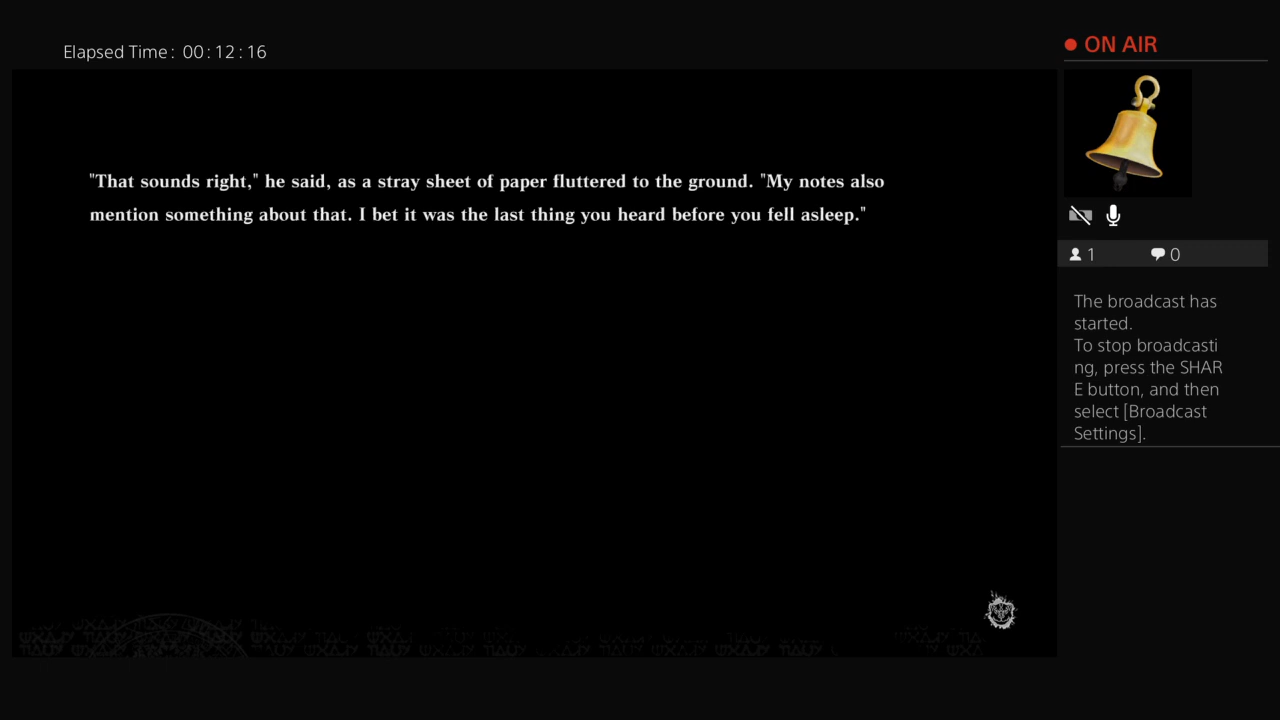 Elapsed Time: 00:12:16
ON AIR
"That sounds right," he said, as a stray sheet of paper fluttered to the ground. "My notes also
mention something about that. I bet it was the last thing you heard before you fell asleep."
1
0
The broadcast has
started.
To stop broadcasti
ng, press the SHAR
E button, and then
select [Broadcast
Settings].